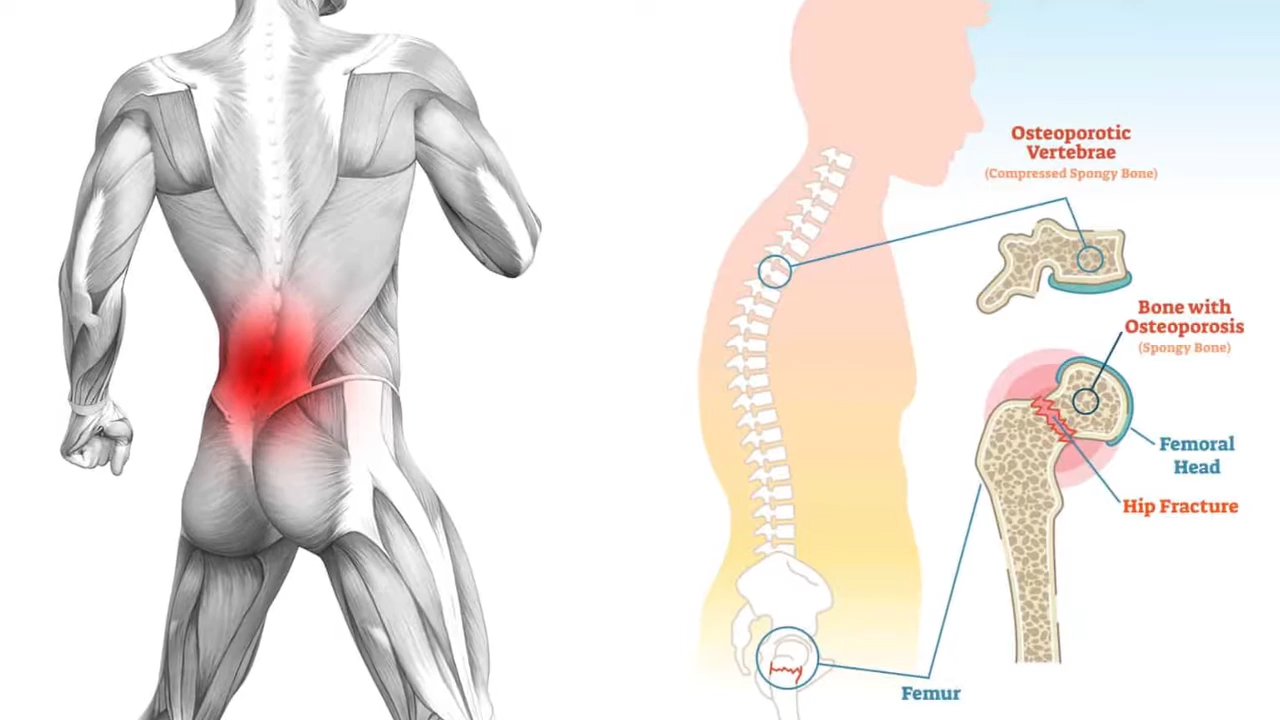 Osteoporotic
Vertebrae
(Compressed Spongy Bone)
Bone with
Osteoporosis
(Spongy Bone)
Femoral
Head
Hip Fracture
Femur